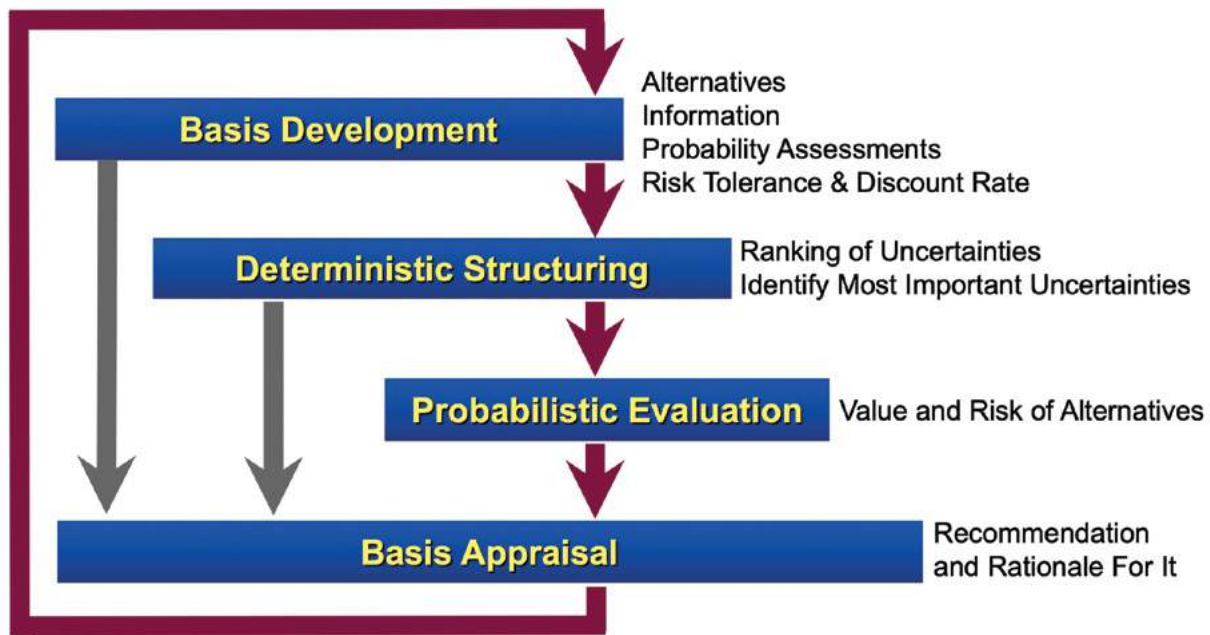 Basis Development
Alternatives
Information
Probability Assessments
Risk Tolerance & Discount Rate
Deterministic Structuring
Ranking of Uncertainties
Identify Most Important Uncertainties
Probabilistic Evaluation
Value and Risk of Alternatives
Basis Appraisal
Recommendation
and Rationale For It